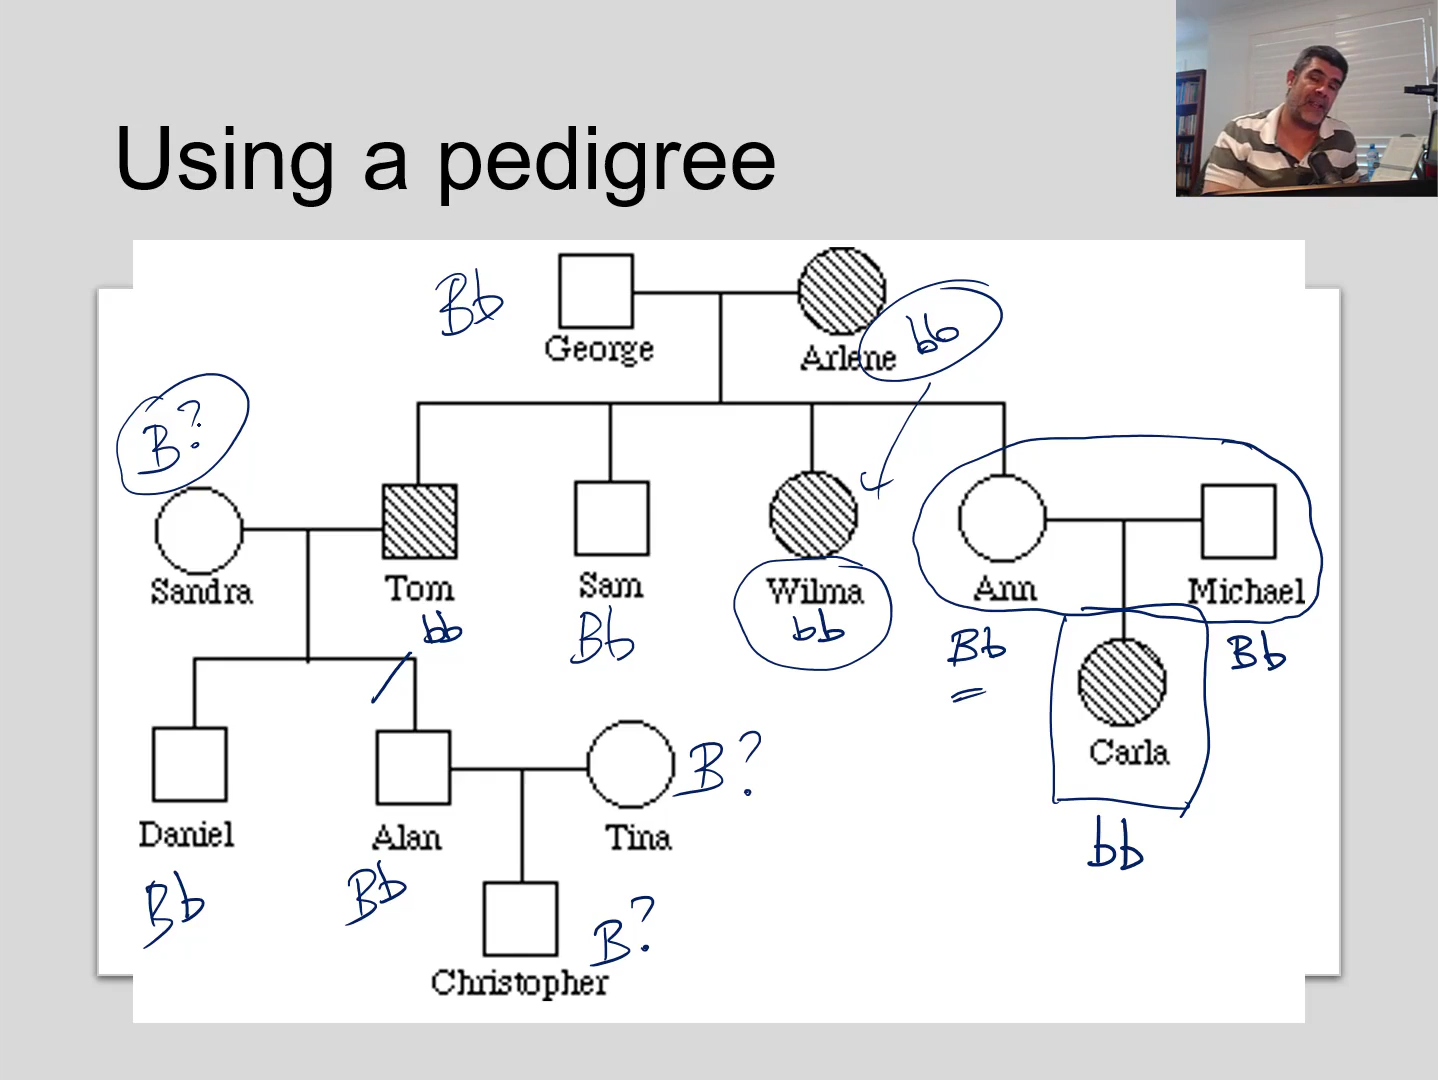 Using a pedigree
Bb
George
Arlene
bb
B?
Sandra
Tom
bb
Sam
Bb
Wilma
bb
Ann
Bb
Michael
Bb
Carla
bb
Daniel
Bb
Alan
Bb
Tina
B?
Christopher
B?